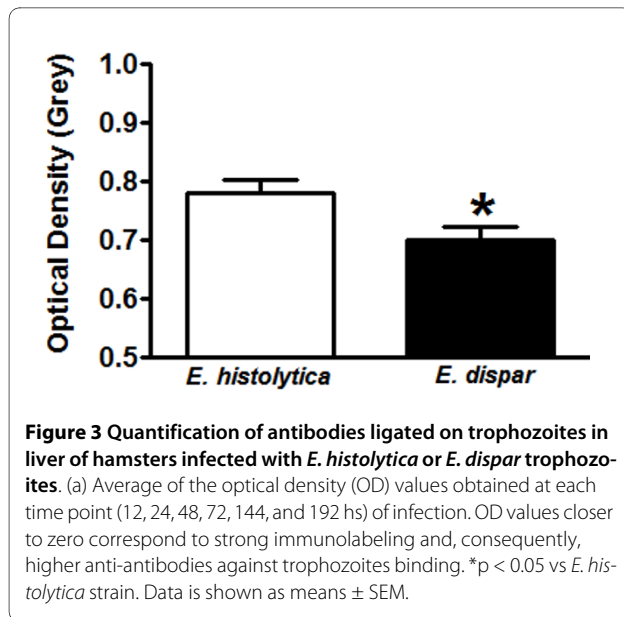 Optical Density (Grey)
1.0
0.9
0.8
0.7
0.6
0.5
*
E. histolytica
E. dispar
Figure 3 Quantification of antibodies ligated on trophozoites in
liver of hamsters infected with E. histolytica or E. dispar trophozo-
ites. (a) Average of the optical density (OD) values obtained at each
time point (12, 24, 48, 72, 144, and 192 hs) of infection. OD values closer
to zero correspond to strong immunolabeling and, consequently,
higher anti-antibodies against trophozoites binding. *p < 0.05 vs E. his-
tolytica strain. Data is shown as means ± SEM.